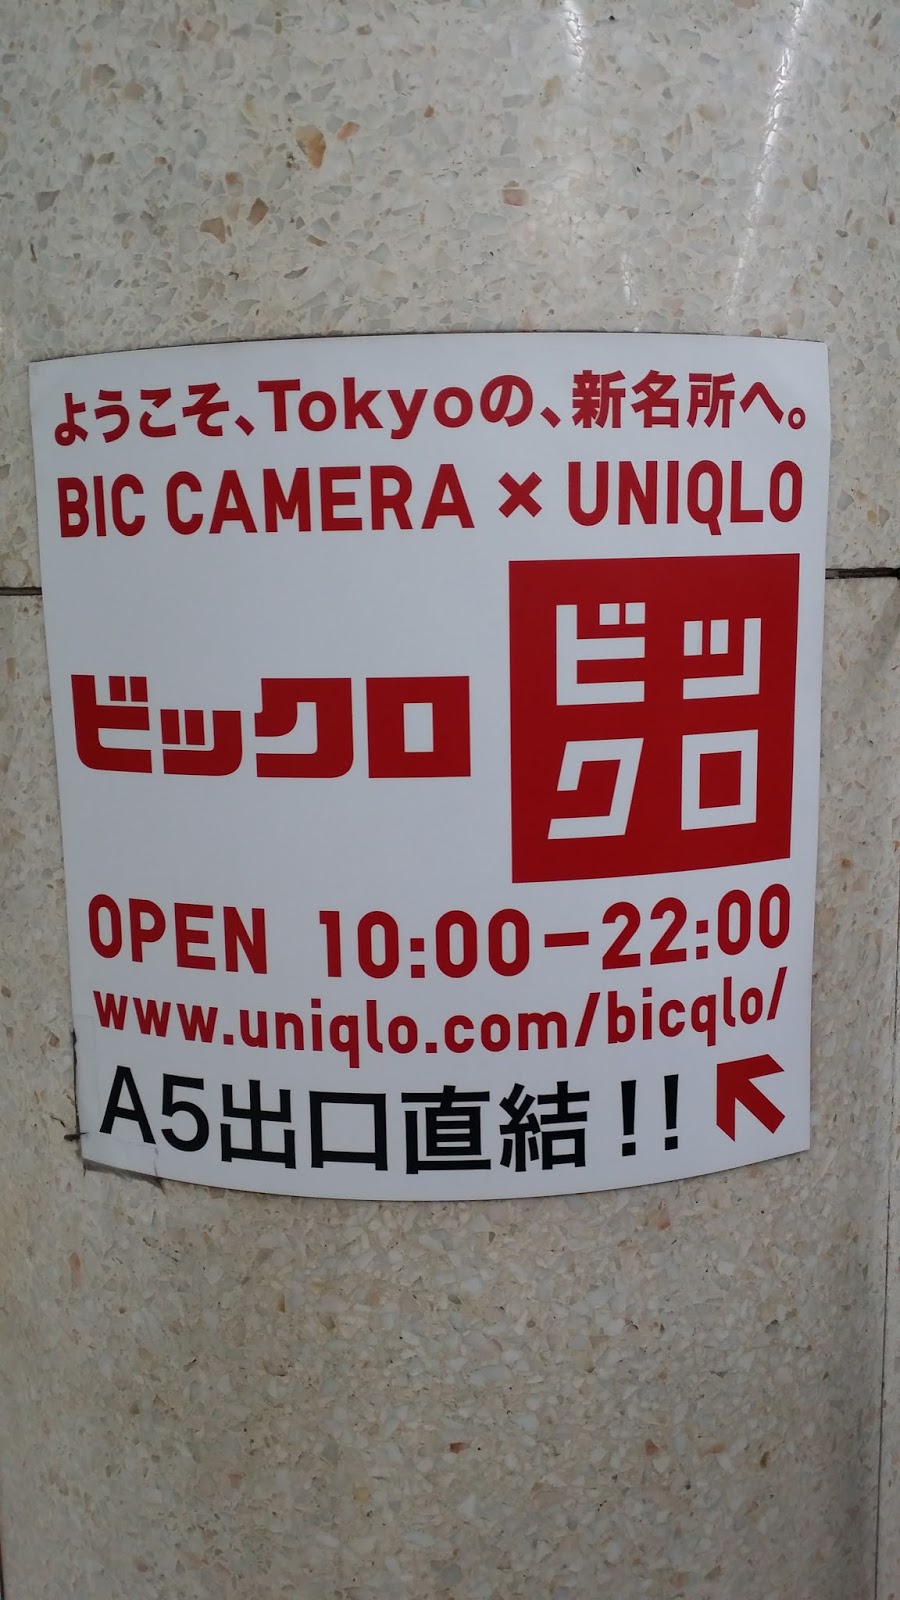 ようこそ、Tokyoの、新名所へ。
BIC CAMERA × UNIQLO
ビックロ
ビッ
クロ
OPEN 10:00–22:00
www.uniqlo.com/bicqlo/
A5出口直結!!